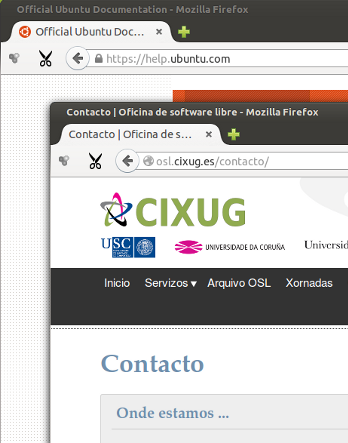 Official Ubuntu Documentation - Mozilla Firefox
Official Ubuntu Doc...
https://help.ubuntu.com
Contacto | Oficina de software libre - Mozilla Firefox
Contacto | Oficina de s...
osl.cixug.es/contacto/
CIXUG
USC
UNIVERSIDADE DA CORUÑA
Universi
Inicio Servizos Arquivo OSL Xornadas
Contacto
Onde estamos ...